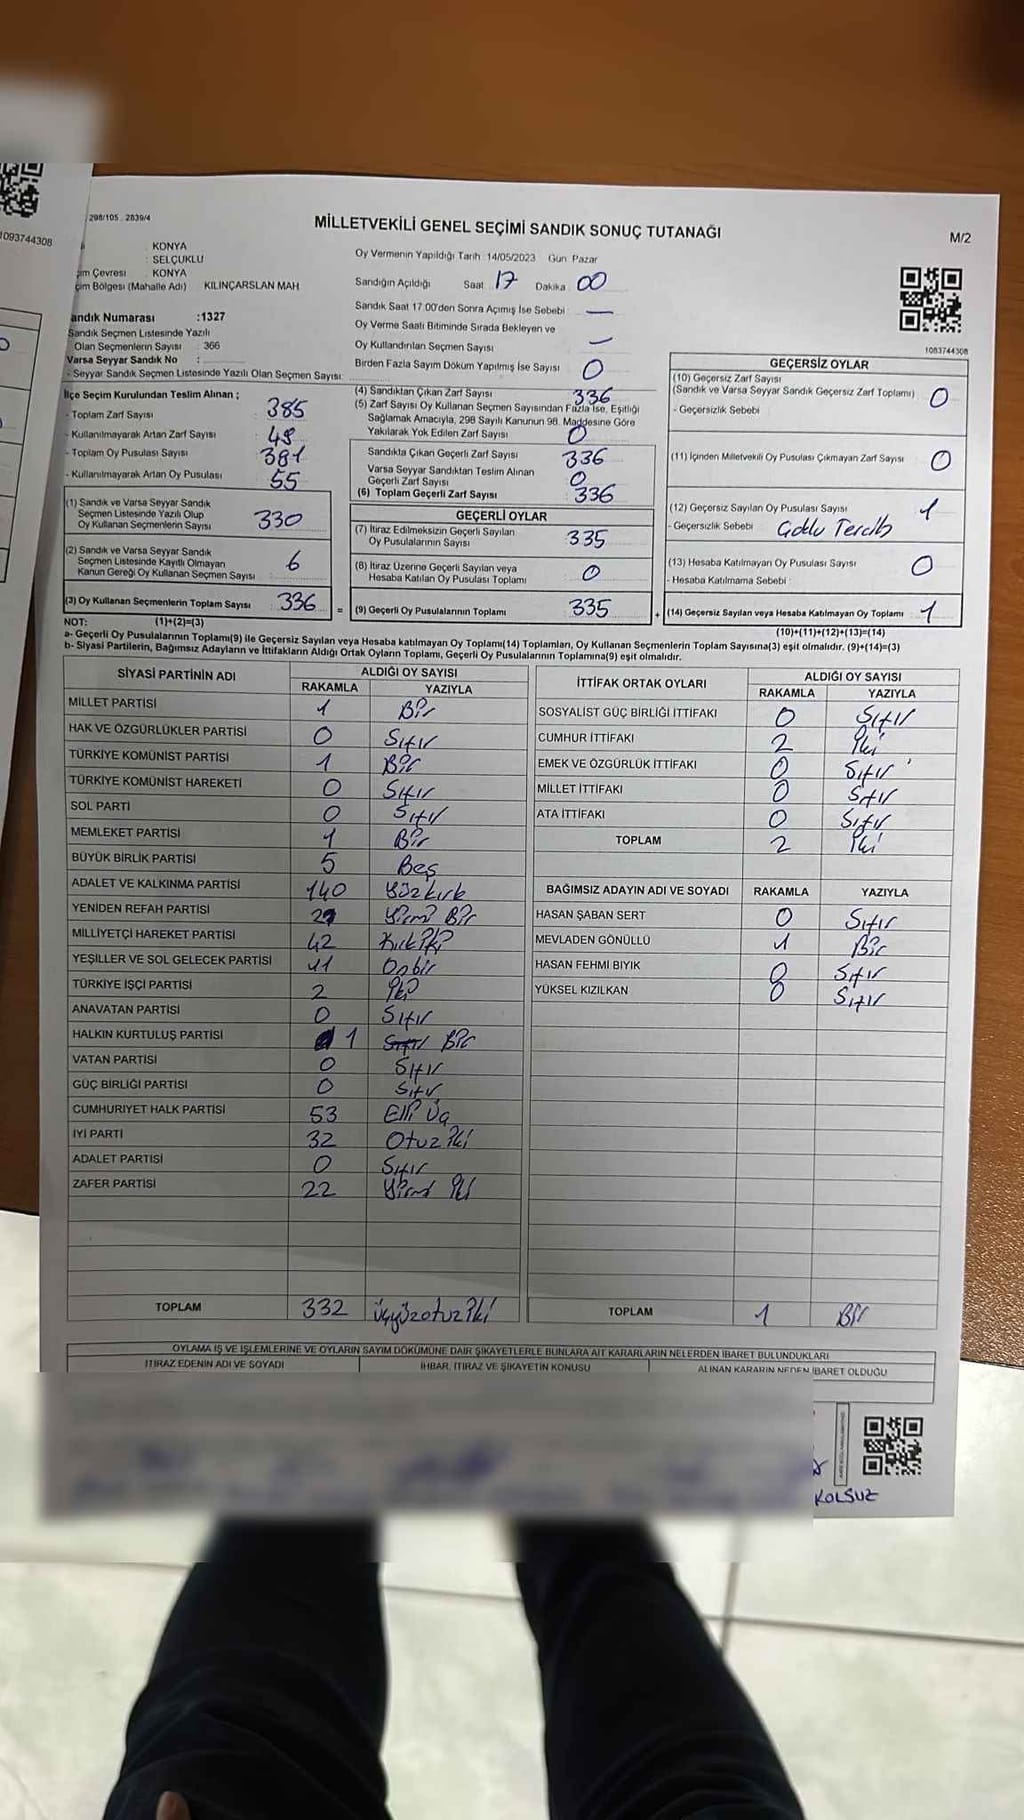 298/105 . 2839/4
MİLLETVEKİLİ GENEL SEÇİMİ SANDIK SONUÇ TUTANAĞI
M/2
1093744308
KONYA
SELÇUKLU
im Çevresi : KONYA
çim Bölgesi (Mahalle Adı) KILINÇARSLAN MAH
andık Numarası :1327
Sandık Seçmen Listesinde Yazılı
Olan Seçmenlerin Sayısı : 366
Varsa Seyyar Sandık No :
- Seyyar Sandık Seçmen Listesinde Yazılı Olan Seçmen Sayısı:
Oy Vermenin Yapıldığı Tarih :14/05/2023 Gün: Pazar
Sandığın Açıldığı Saat 17 Dakika 00
Sandık Saat 17:00'den Sonra Açımış İse Sebebi —
Oy Verme Saati Bitiminde Sırada Bekleyen ve
Oy Kullandırılan Seçmen Sayısı —
Birden Fazla Sayım Döküm Yapılmış İse Sayısı 0
1083744308
İlçe Seçim Kurulundan Teslim Alınan ;
- Toplam Zarf Sayısı : 385
- Kullanılmayarak Artan Zarf Sayısı : 49
- Toplam Oy Pusulası Sayısı : 381
- Kullanılmayarak Artan Oy Pusulası : 55
(1) Sandık ve Varsa Seyyar Sandık
Seçmen Listesinde Yazılı Olup
Oy Kullanan Seçmenlerin Sayısı : 330
(2) Sandık ve Varsa Seyyar Sandık
Seçmen Listesinde Kayıtlı Olmayan
Kanun Gereği Oy Kullanan Seçmen Sayısı : 6
(3) Oy Kullanan Seçmenlerin Toplam Sayısı : 336 =
(4) Sandıktan Çıkan Zarf Sayısı 336
(5) Zarf Sayısı Oy Kullanan Seçmen Sayısından Fazla İse, Eşitliği
Sağlamak Amacıyla, 298 Sayılı Kanunun 98. Maddesine Göre
Yakılarak Yok Edilen Zarf Sayısı 0
Sandıkta Çıkan Geçerli Zarf Sayısı 336
Varsa Seyyar Sandıktan Teslim Alınan
Geçerli Zarf Sayısı : 0
(6) Toplam Geçerli Zarf Sayısı : 336
GEÇERLİ OYLAR
(7) İtiraz Edilmeksizin Geçerli Sayılan
Oy Pusulalarının Sayısı : 335
(8) İtiraz Üzerine Geçerli Sayılan veya
Hesaba Katılan Oy Pusulası Toplamı : 0
(9) Geçerli Oy Pusulalarının Toplamı : 335 +
GEÇERSİZ OYLAR
(10) Geçersiz Zarf Sayısı
(Sandık ve Varsa Seyyar Sandık Geçersiz Zarf Toplamı) 0
- Geçersizlik Sebebi :
(11) İçinden Milletvekili Oy Pusulası Çıkmayan Zarf Sayısı 0
(12) Geçersiz Sayılan Oy Pusulası Sayısı 1
- Geçersizlik Sebebi : Çoklu Tercih
(13) Hesaba Katılmayan Oy Pusulası Sayısı 0
- Hesaba Katılmama Sebebi :
(14) Geçersiz Sayılan veya Hesaba Katılmayan Oy Toplamı : 1
NOT: (1)+(2)=(3)
(10)+(11)+(12)+(13)=(14)
a- Geçerli Oy Pusulalarının Toplamı(9) ile Geçersiz Sayılan veya Hesaba katılmayan Oy Toplamı(14) Toplamları, Oy Kullanan Seçmenlerin Toplam Sayısına(3) eşit olmalıdır. (9)+(14)=(3)
b- Siyasi Partilerin, Bağımsız Adayların ve İttifakların Aldığı Ortak Oyların Toplamı, Geçerli Oy Pusulalarının Toplamına(9) eşit olmalıdır.
SİYASİ PARTİNİN ADI ALDIĞI OY SAYISI
RAKAMLA YAZIYLA
MİLLET PARTİSİ 1 Bir
HAK VE ÖZGÜRLÜKLER PARTİSİ 0 Sıfır
TÜRKİYE KOMÜNİST PARTİSİ 1 Bir
TÜRKİYE KOMÜNİST HAREKETİ 0 Sıfır
SOL PARTİ 0 Sıfır
MEMLEKET PARTİSİ 1 Bir
BÜYÜK BİRLİK PARTİSİ 5 Beş
ADALET VE KALKINMA PARTİSİ 140 Yüzkırk
YENİDEN REFAH PARTİSİ 21 Yirmi Bir
MİLLİYETÇİ HAREKET PARTİSİ 42 Kırkiki
YEŞİLLER VE SOL GELECEK PARTİSİ 11 Onbir
TÜRKİYE İŞÇİ PARTİSİ 2 İki
ANAVATAN PARTİSİ 0 Sıfır
HALKIN KURTULUŞ PARTİSİ 1 Sıfır Bir
VATAN PARTİSİ 0 Sıfır
GÜÇ BİRLİĞİ PARTİSİ 0 Sıfır
CUMHURİYET HALK PARTİSİ 53 Elli Üç
İYİ PARTİ 32 Otuz iki
ADALET PARTİSİ 0 Sıfır
ZAFER PARTİSİ 22 Yirmi İki
TOPLAM 332 üçyüzotuz iki
İTTİFAK ORTAK OYLARI ALDIĞI OY SAYISI
RAKAMLA YAZIYLA
SOSYALİST GÜÇ BİRLİĞİ İTTİFAKI 0 Sıfır
CUMHUR İTTİFAKI 2 İki
EMEK VE ÖZGÜRLÜK İTTİFAKI 0 Sıfır
MİLLET İTTİFAKI 0 Sıfır
ATA İTTİFAKI 0 Sıfır
TOPLAM 2 İki
BAĞIMSIZ ADAYIN ADI VE SOYADI RAKAMLA YAZIYLA
HASAN ŞABAN SERT 0 Sıfır
MEVLADEN GÖNÜLLÜ 1 Bir
HASAN FEHMİ BIYIK 0 Sıfır
YÜKSEL KIZILKAN 0 Sıfır
TOPLAM 1 Bir
OYLAMA İŞ VE İŞLEMLERİNE VE OYLARIN SAYIM DÖKÜMÜNE DAİR ŞİKAYETLERLE BUNLARA AİT KARARLARIN NELERDEN İBARET BULUNDUKLARI
İTİRAZ EDENİN ADI VE SOYADI İHBAR, İTİRAZ VE ŞİKAYETİN KONUSU ALINAN KARARIN NEDEN İBARET OLDUĞU
KOLSUZ